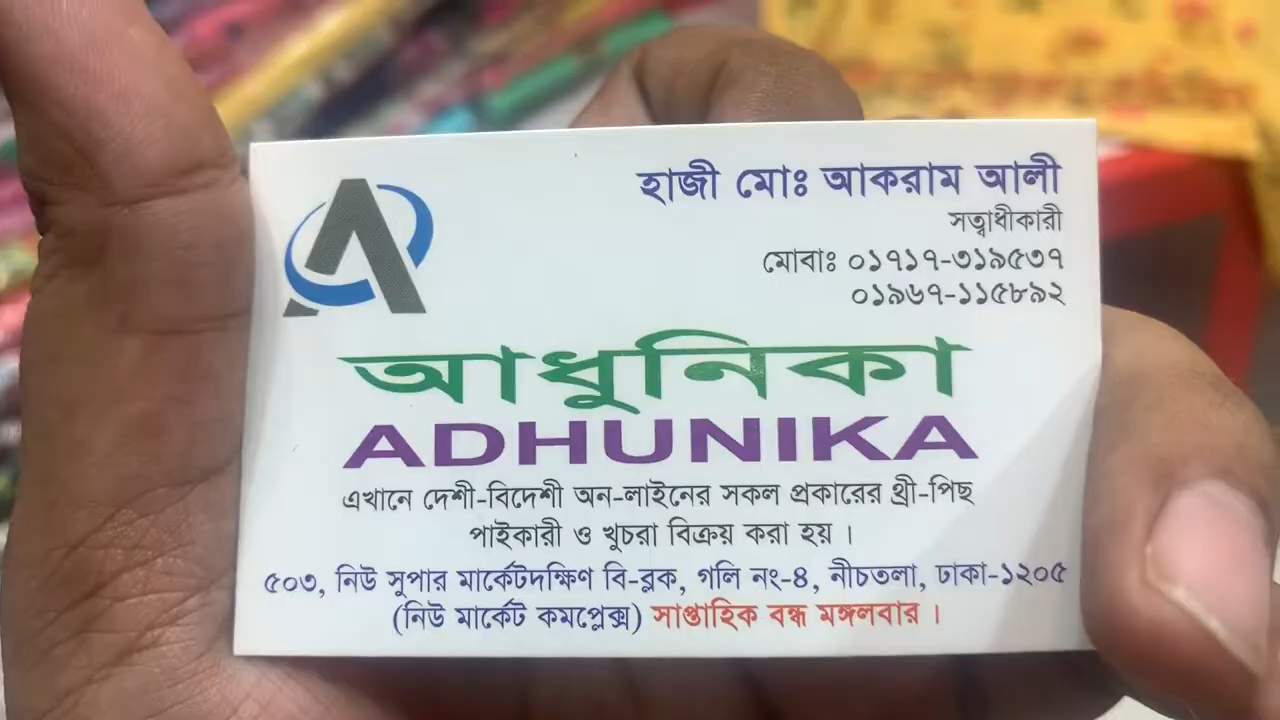 হাজী মোঃ আকরাম আলী
সত্বাধীকারী
মোবাঃ ০১৭১৭-৩১৯৫৩৭
০১৯৬৭-১১৫৮৯২
আধুনিকা
ADHUNIKA
এখানে দেশী-বিদেশী অন-লাইনের সকল প্রকারের থ্রী-পিছ
পাইকারী ও খুচরা বিক্রয় করা হয় ।
৫০৩, নিউ সুপার মার্কেটদক্ষিণ বি-ব্লক, গলি নং-৪, নীচতলা, ঢাকা-১২০৫
(নিউ মার্কেট কমপ্লেক্স) সাপ্তাহিক বন্ধ মঙ্গলবার ।